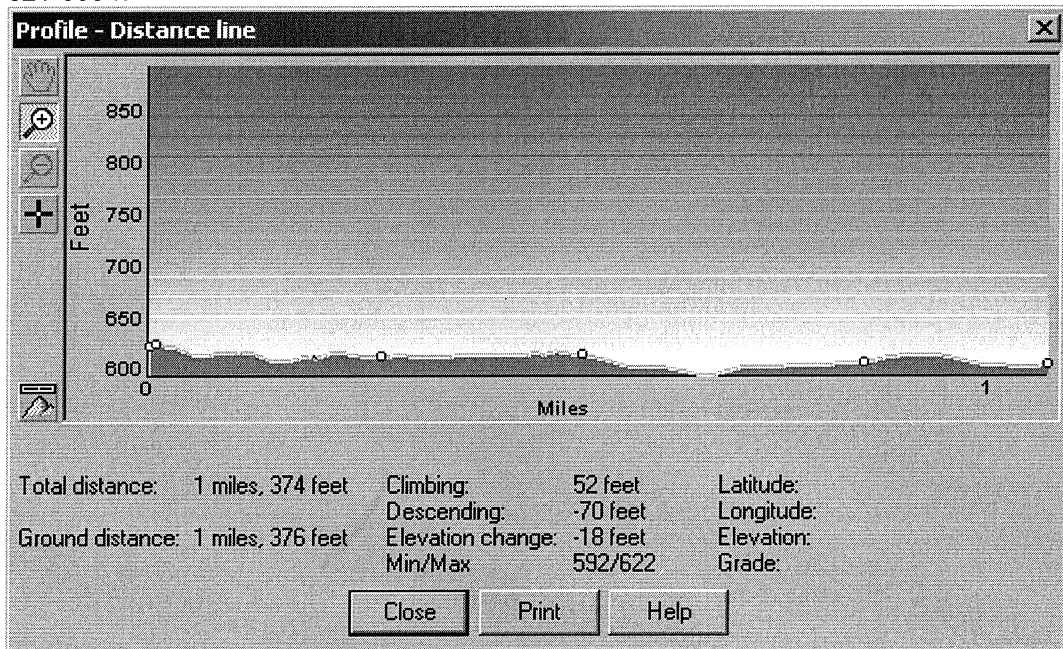 Profile - Distance line
850
800
750
700
650
600
Feet
0
1
Miles
Total distance: 1 miles, 374 feet
Climbing: 52 feet
Latitude:
Descending: -70 feet
Longitude:
Ground distance: 1 miles, 376 feet
Elevation change: -18 feet
Elevation:
Min/Max 592/622
Grade:
Close
Print
Help